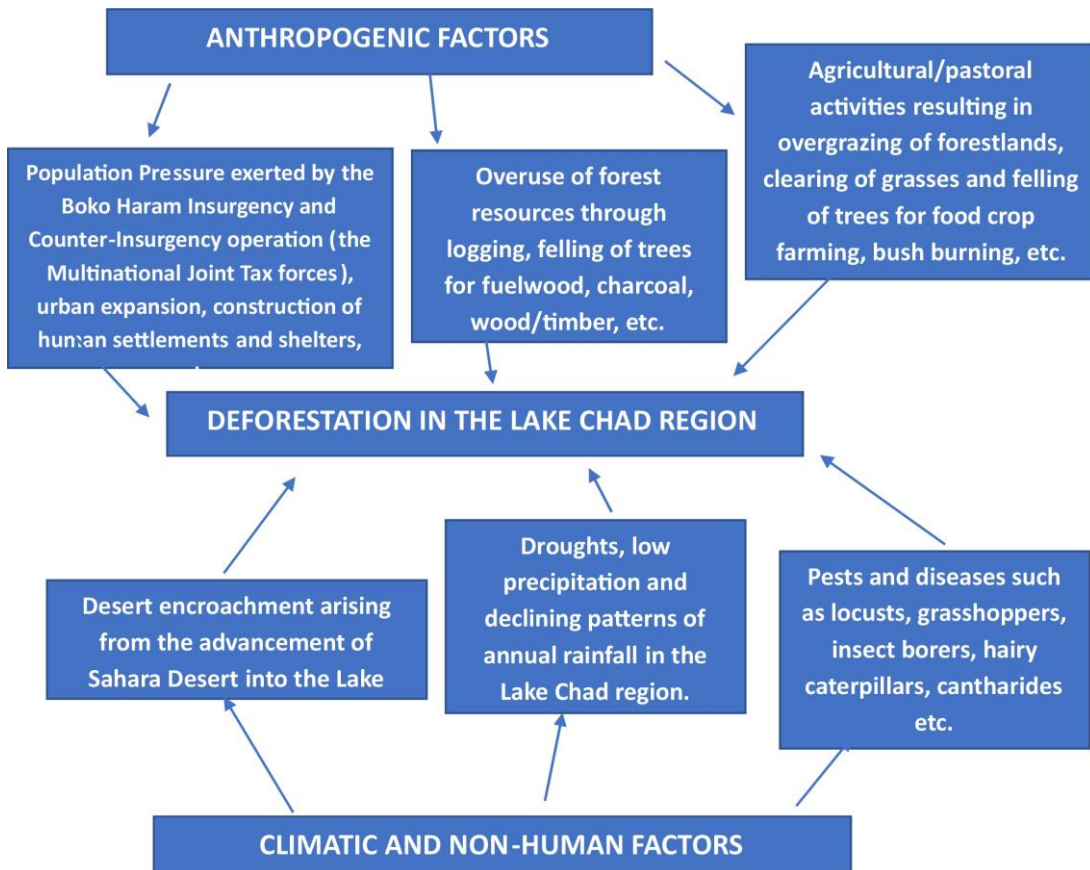 ANTHROPOGENIC FACTORS
Population Pressure exerted by the
Boko Haram Insurgency and
Counter-Insurgency operation (the
Multinational Joint Tax forces),
urban expansion, construction of
human settlements and shelters,
Overuse of forest
resources through
logging, felling of trees
for fuelwood, charcoal,
wood/timber, etc.
Agricultural/pastoral
activities resulting in
overgrazing of forestlands,
clearing of grasses and felling
of trees for food crop
farming, bush burning, etc.
DEFORESTATION IN THE LAKE CHAD REGION
Desert encroachment arising
from the advancement of
Sahara Desert into the Lake
Droughts, low
precipitation and
declining patterns of
annual rainfall in the
Lake Chad region.
Pests and diseases such
as locusts, grasshoppers,
insect borers, hairy
caterpillars, cantharides
etc.
CLIMATIC AND NON-HUMAN FACTORS